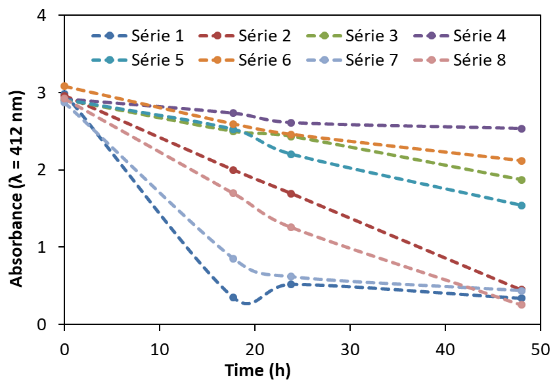 4
Série 1 Série 2 Série 3 Série 4
Série 5 Série 6 Série 7 Série 8
3
2
1
0
Absorbance (λ = 412 nm)
0 10 20 30 40 50
Time (h)